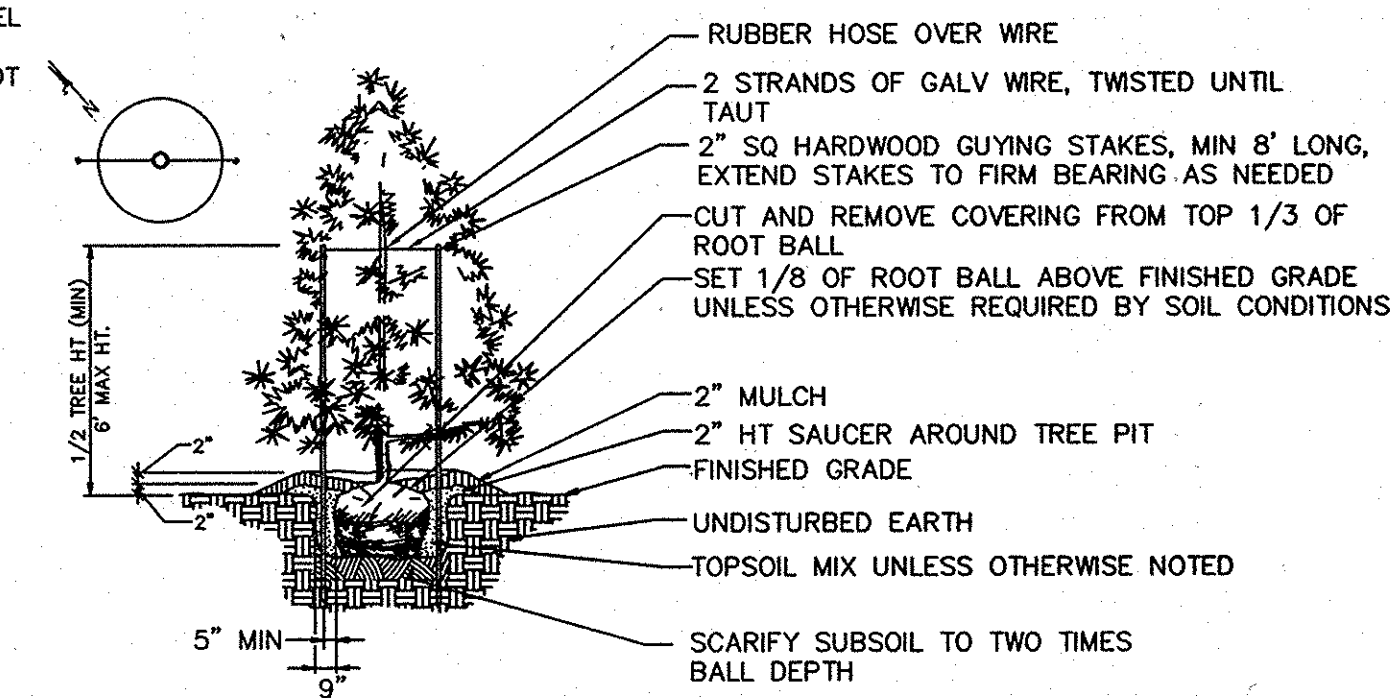 EL
OT
N
RUBBER HOSE OVER WIRE
2 STRANDS OF GALV WIRE, TWISTED UNTIL
TAUT
2" SQ HARDWOOD GUYING STAKES, MIN 8' LONG,
EXTEND STAKES TO FIRM BEARING AS NEEDED
CUT AND REMOVE COVERING FROM TOP 1/3 OF
ROOT BALL
SET 1/8 OF ROOT BALL ABOVE FINISHED GRADE
UNLESS OTHERWISE REQUIRED BY SOIL CONDITIONS
1/2 TREE HT (MIN)
6' MAX HT.
2"
2"
2" MULCH
2" HT SAUCER AROUND TREE PIT
FINISHED GRADE
UNDISTURBED EARTH
TOPSOIL MIX UNLESS OTHERWISE NOTED
5" MIN
9"
SCARIFY SUBSOIL TO TWO TIMES
BALL DEPTH